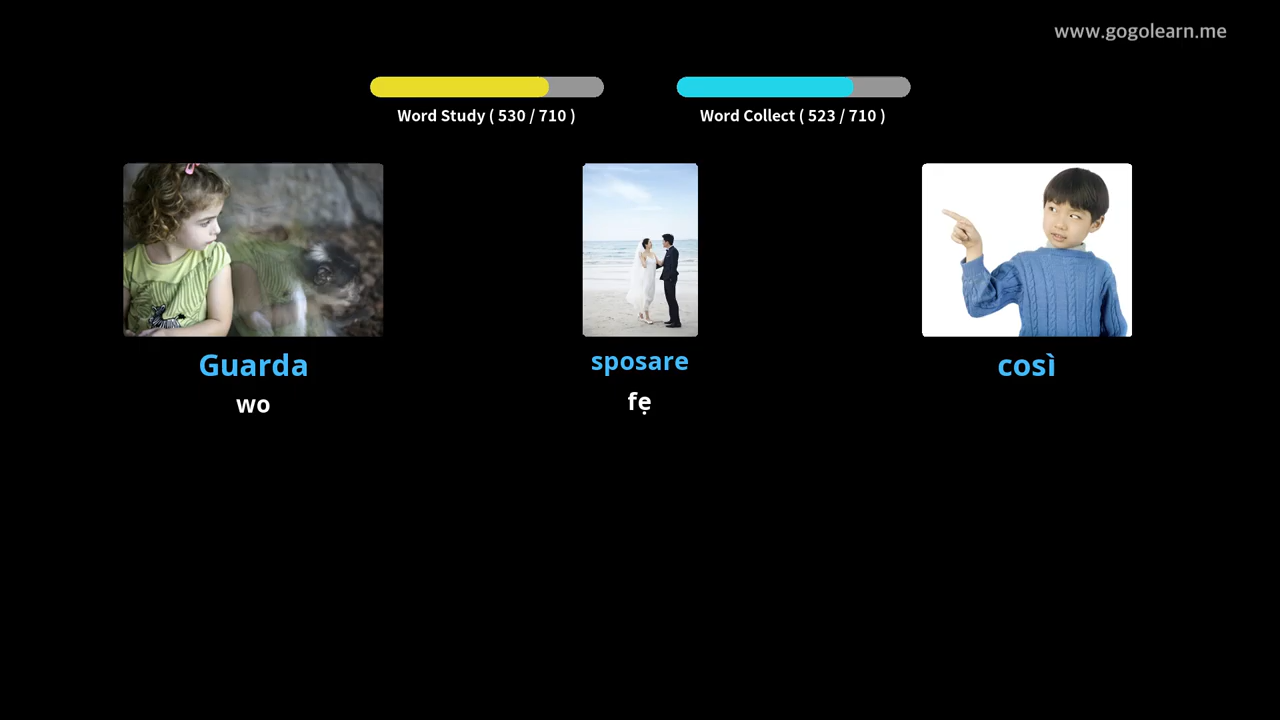 www.gogolearn.me
Word Study ( 530 / 710 )
Word Collect ( 523 / 710 )
Guarda
wo
sposare
fẹ
così